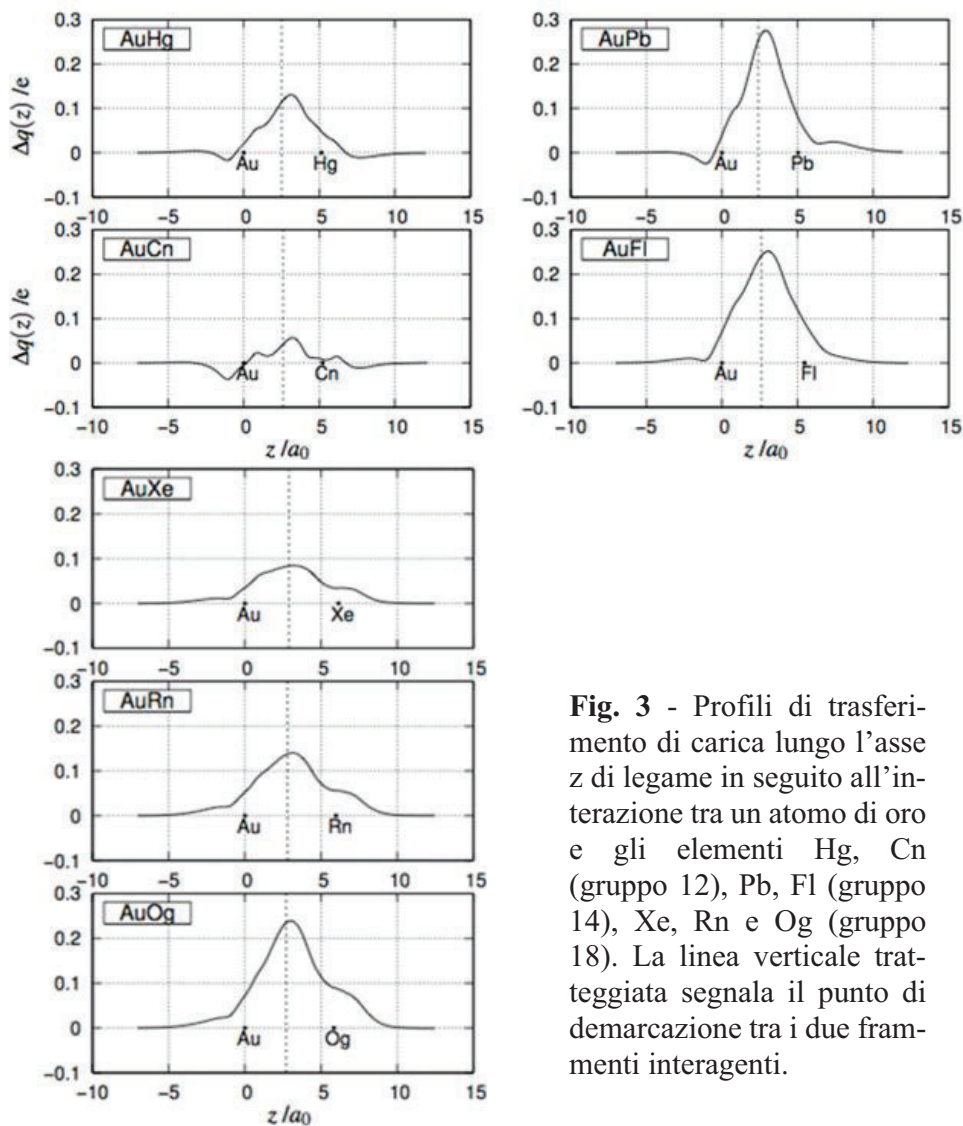 AuHg
Δq(z) /e
0.3
0.2
0.1
0
−0.1
Au
Hg
−10 −5 0 5 10 15
AuPb
0.3
0.2
0.1
0
−0.1
Au
Pb
−10 −5 0 5 10 15
AuCn
Δq(z) /e
0.3
0.2
0.1
0
−0.1
Au
Cn
−10 −5 0 5 10 15
z /a0
AuFl
0.3
0.2
0.1
0
−0.1
Au
Fl
−10 −5 0 5 10 15
z /a0
AuXe
0.3
0.2
0.1
0
−0.1
Au
Xe
−10 −5 0 5 10 15
AuRn
0.3
0.2
0.1
0
−0.1
Au
Rn
−10 −5 0 5 10 15
AuOg
0.3
0.2
0.1
0
−0.1
Au
Og
−10 −5 0 5 10 15
z /a0
Fig. 3 - Profili di trasferi-
mento di carica lungo l’asse
z di legame in seguito all’in-
terazione tra un atomo di oro
e gli elementi Hg, Cn
(gruppo 12), Pb, Fl (gruppo
14), Xe, Rn e Og (gruppo
18). La linea verticale trat-
teggiata segnala il punto di
demarcazione tra i due fram-
menti interagenti.